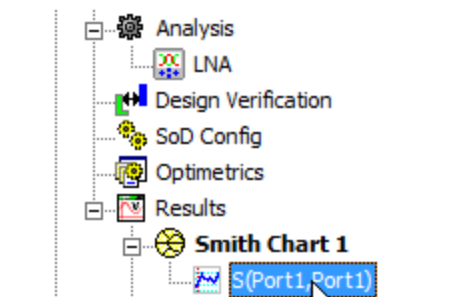 Analysis
LNA
Design Verification
SoD Config
Optimetrics
Results
Smith Chart 1
S(Port1,Port1)